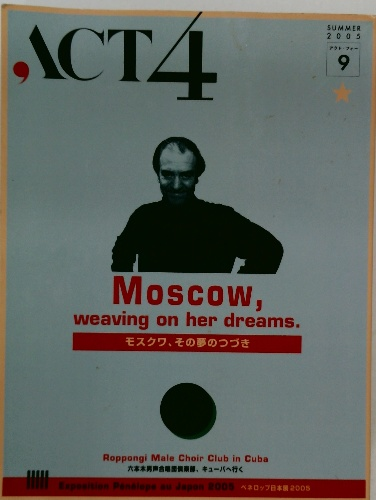 ,ACT4
SUMMER
2005
アクト・フォー
9
Moscow,
weaving on her dreams.
モスクワ、その夢のつづき
Roppongi Male Choir Club in Cuba
六本木男声合唱団倶楽部、キューバへ行く
Exposition Pénélope au Japon 2005 ペネロップ日本展2005